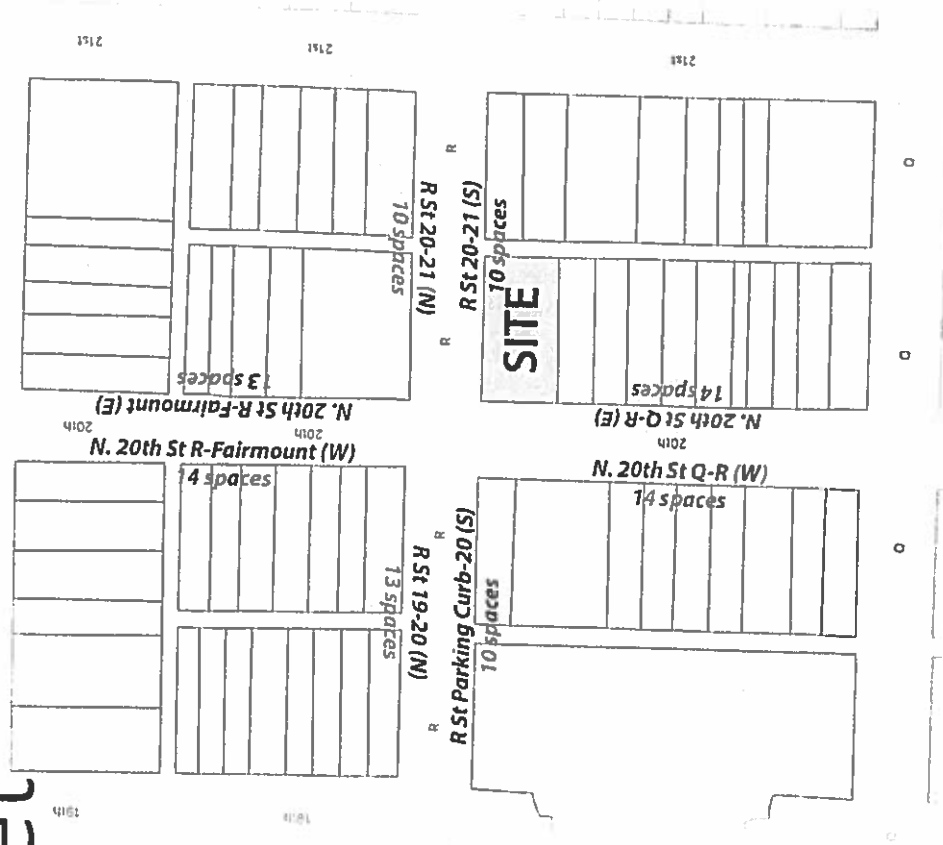 21st
21st
21st
R
R
Q
R St 20-21 (N)
10 spaces
R St 20-21 (S)
10 spaces
SITE
R
Q
13 spaces
N. 20th St R-Fairmount (E)
14 spaces
N. 20th St Q-R (E)
20th
20th
20th
N. 20th St R-Fairmount (W)
14 spaces
N. 20th St Q-R (W)
14 spaces
R
Q
R St 19-20 (N)
13 spaces
R St Parking Curb-20 (S)
10 spaces
R
19th
19th